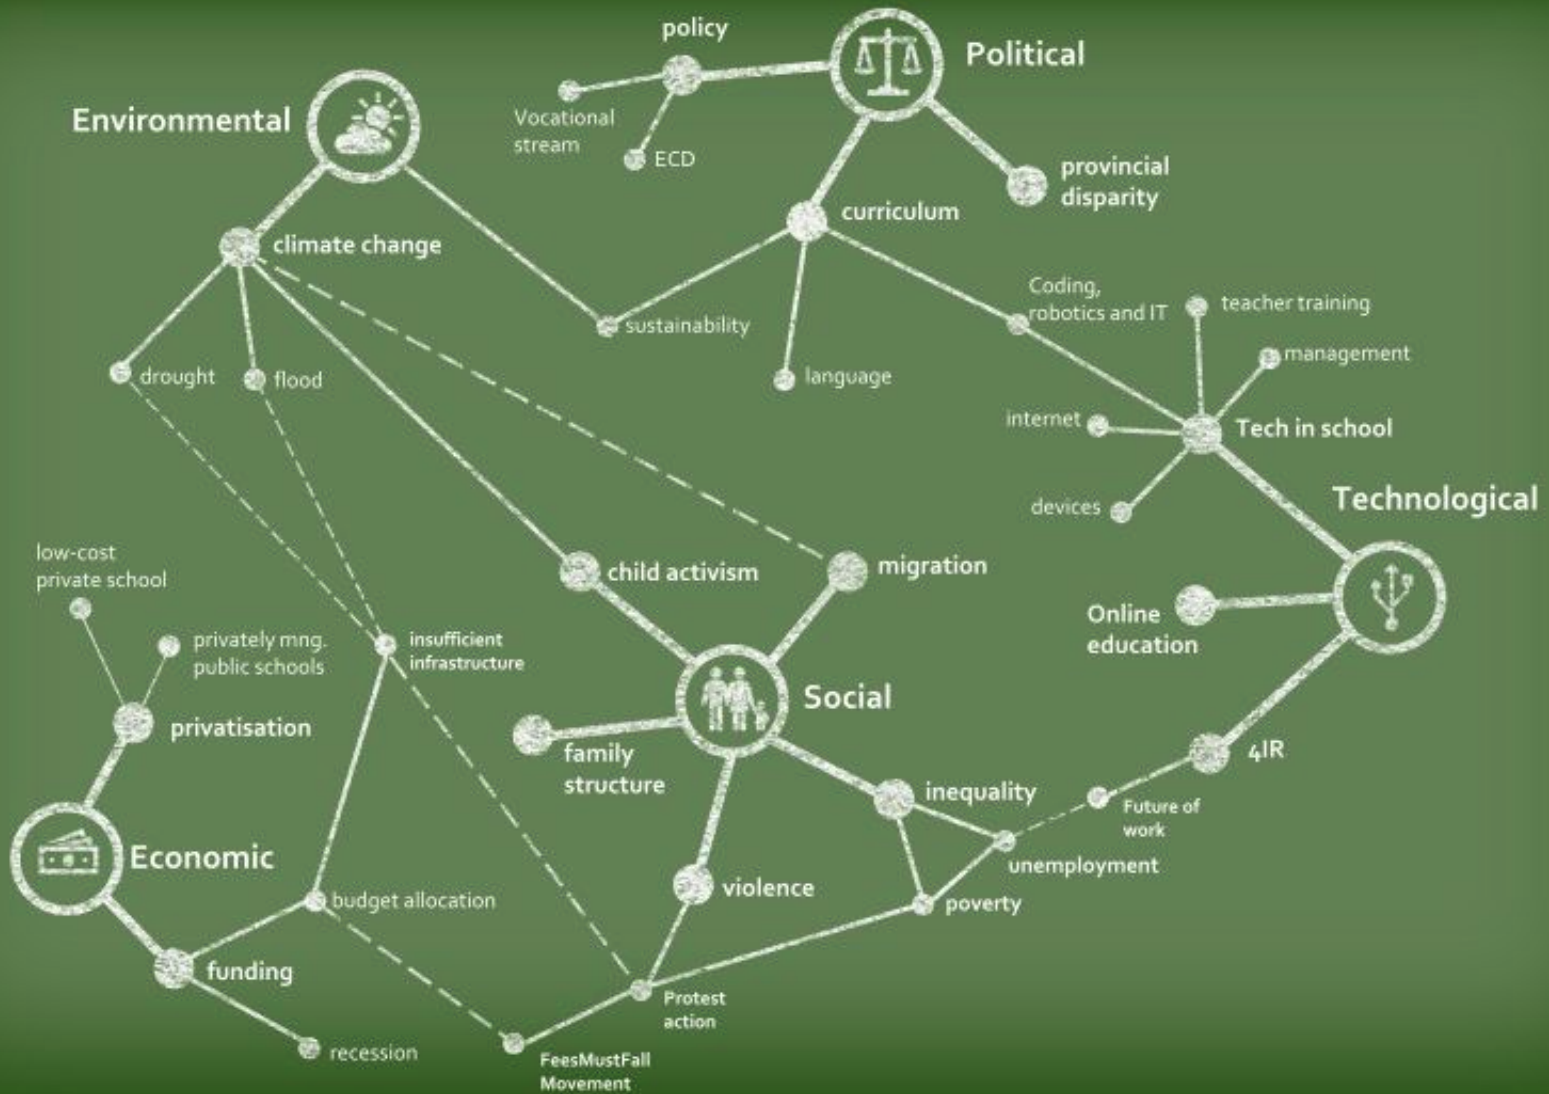 policy
Political
Environmental
Vocational
stream
ECD
provincial
disparity
curriculum
climate change
Coding,
robotics and IT
teacher training
sustainability
management
drought
flood
language
internet
Tech in school
Technological
devices
low-cost
private school
child activism
migration
Online
education
privately mng.
public schools
insufficient
infrastructure
Social
privatisation
family
structure
4IR
inequality
Future of
work
Economic
unemployment
violence
budget allocation
poverty
funding
Protest
action
recession
FeesMustFall
Movement